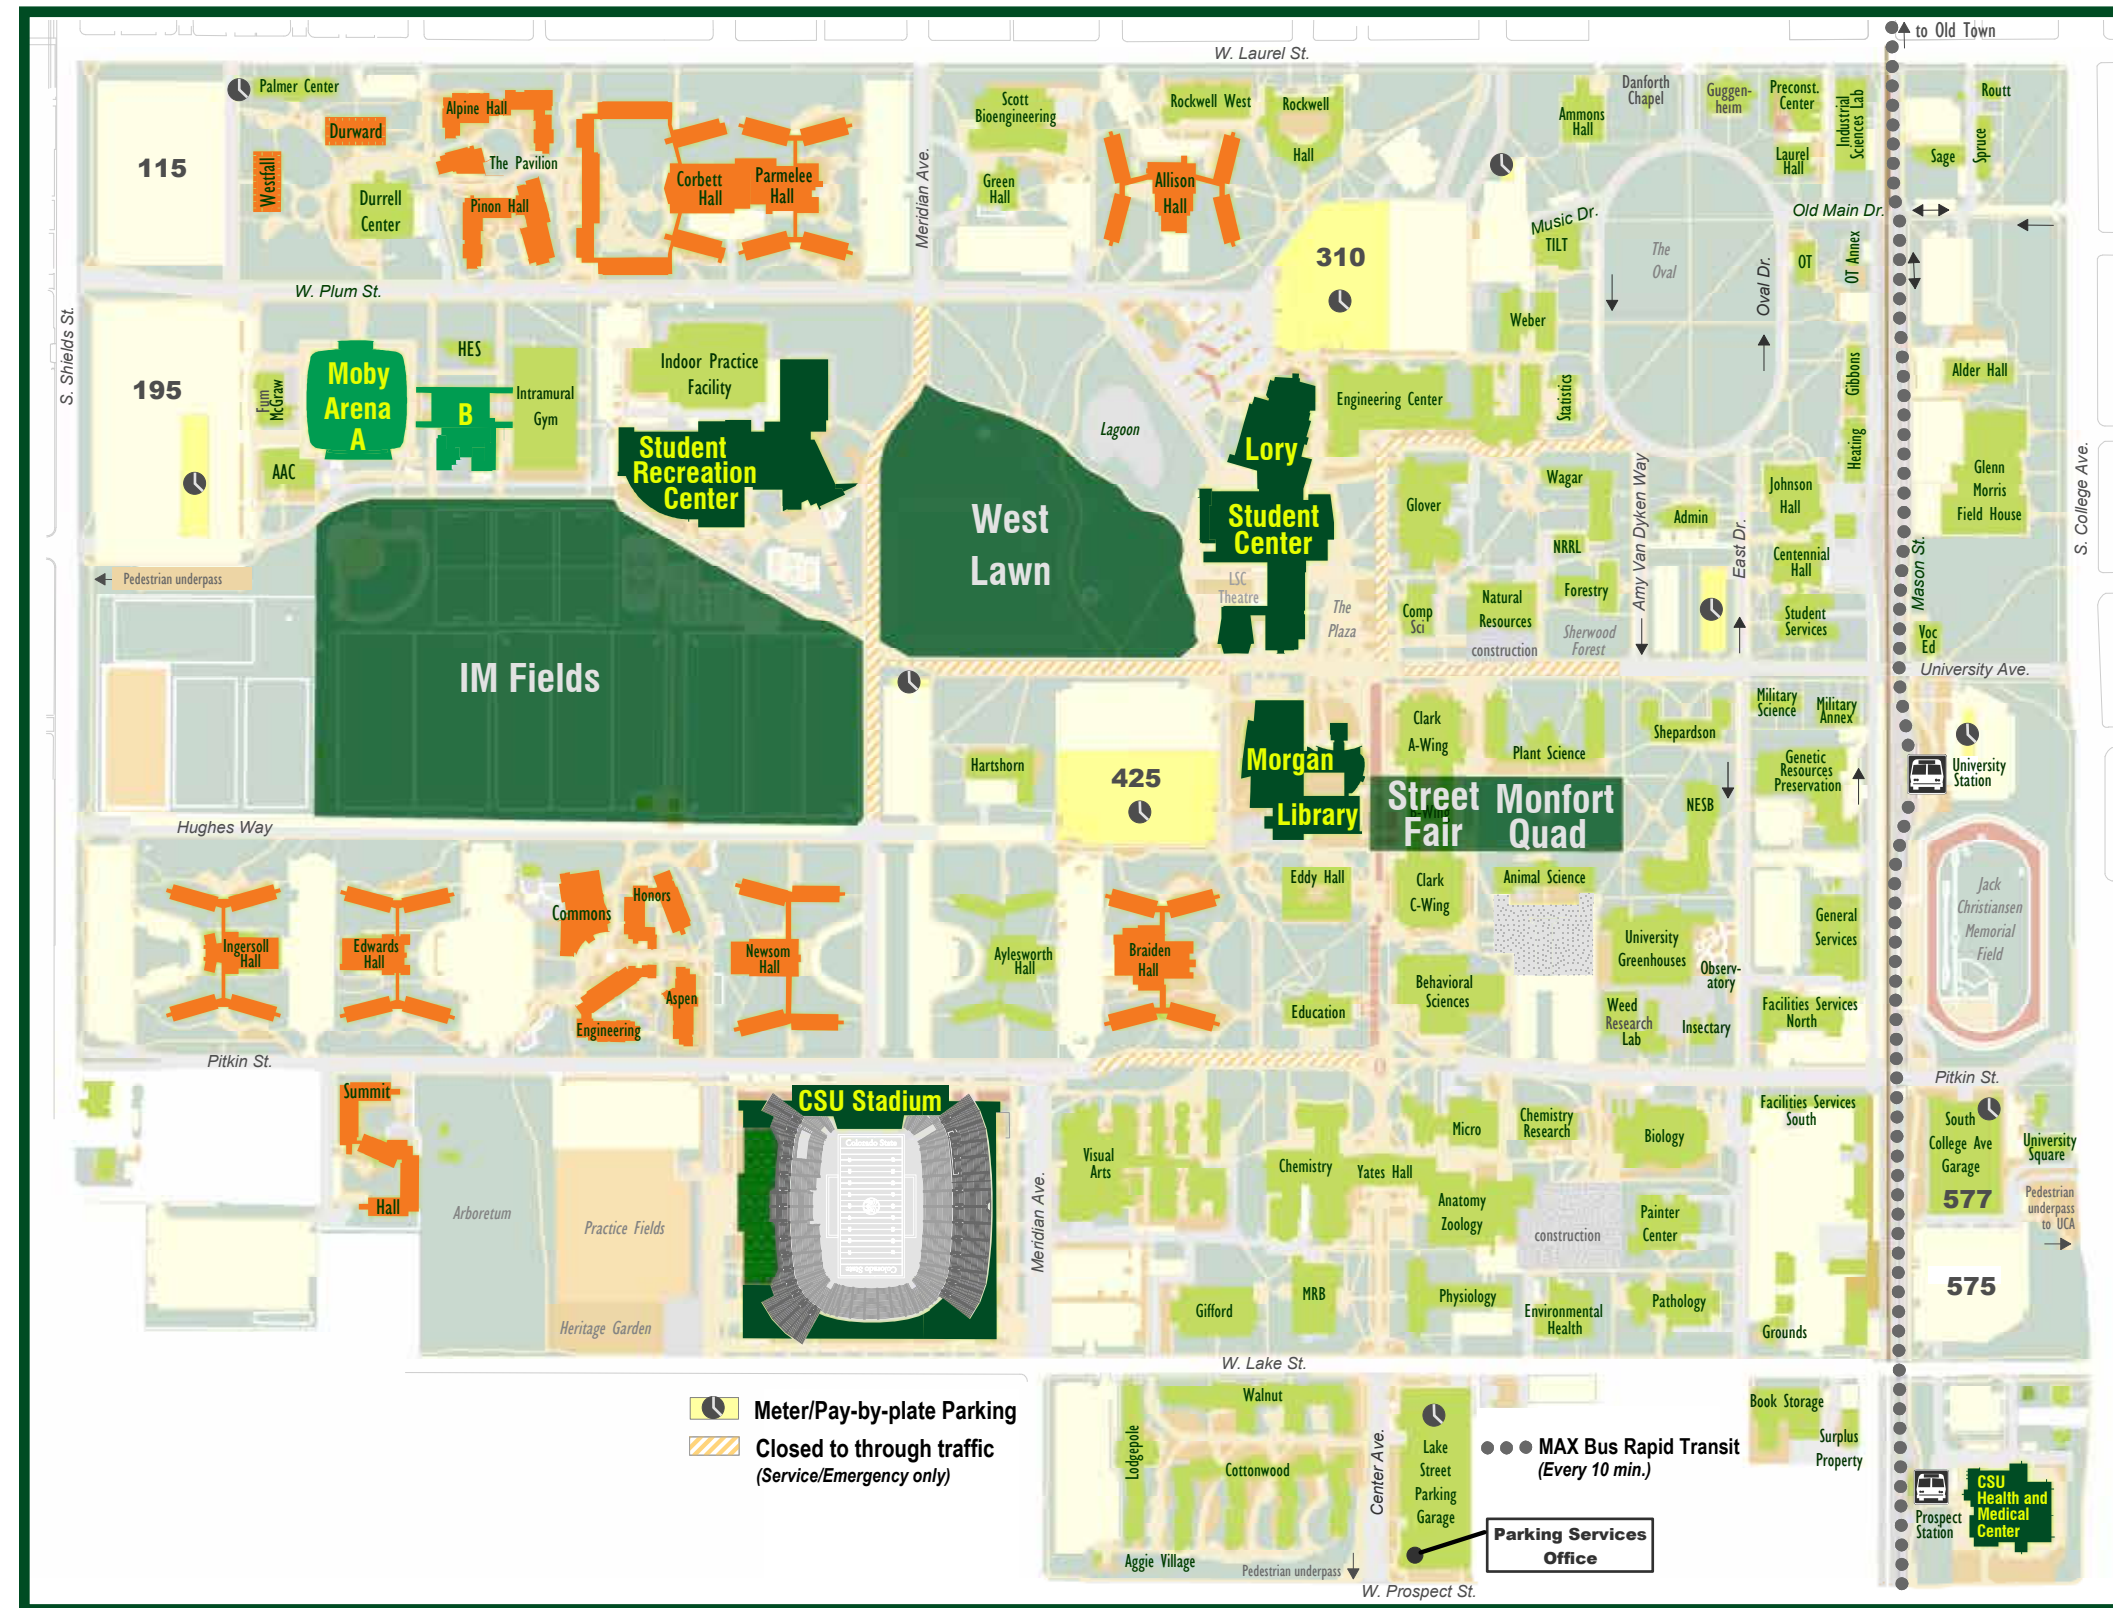 to Old Town
W. Laurel St.
Palmer Center
Durward
Alpine Hall
The Pavilion
Westfall
Durrell
Center
Pinon Hall
Corbett
Hall
Parmelee
Hall
115
Meridian Ave.
Scott
Bioengineering
Green
Hall
Rockwell West
Rockwell
Hall
Allison
Hall
Ammons
Hall
Danforth
Chapel
Guggen-
heim
Preconst.
Center
Industrial
Sciences Lab
Laurel
Hall
Routt
Sage
Spruce
Music Dr.
TILT
The
Oval
Old Main Dr.
OT
OT Annex
Oval Dr.
310
W. Plum St.
S. Shields St.
195
Fum
McGraw
Moby
Arena
A
HES
B
Intramural
Gym
AAC
Indoor Practice
Facility
Student
Recreation
Center
Lagoon
West
Lawn
Lory
Student
Center
LSC
Theatre
The
Plaza
Weber
Engineering Center
Statistics
Gibbons
Heating
Alder Hall
Glenn
Morris
Field House
S. College Ave.
Glover
Wagar
NRRL
Forestry
Natural
Resources
Comp
Sci
construction
Sherwood
Forest
Amy Van Dyken Way
Admin
East Dr.
Johnson
Hall
Centennial
Hall
Student
Services
Mason St.
Voc
Ed
University Ave.
Pedestrian underpass
IM Fields
Hughes Way
Hartshorn
425
Morgan
Library
Clark
A-Wing
B-Wing
Street
Fair
Monfort
Quad
Plant Science
Shepardson
NESB
Military
Science
Military
Annex
Genetic
Resources
Preservation
University
Station
Eddy Hall
Clark
C-Wing
Animal Science
Jack
Christiansen
Memorial
Field
General
Services
University
Greenhouses
Observ-
atory
Ingersoll
Hall
Edwards
Hall
Commons
Honors
Newsom
Hall
Aylesworth
Hall
Braiden
Hall
Engineering
Aspen
Education
Behavioral
Sciences
Weed
Research
Lab
Insectary
Facilities Services
North
Pitkin St.
Pitkin St.
Summit
Hall
Arboretum
Practice Fields
Heritage Garden
CSU Stadium
Colorado State
Colorado State
Meridian Ave.
Visual
Arts
Chemistry
Yates Hall
Micro
Chemistry
Research
Biology
Facilities Services
South
South
College Ave
Garage
577
University
Square
Pedestrian
underpass
to UCA
Anatomy
Zoology
construction
Painter
Center
575
Gifford
MRB
Physiology
Environmental
Health
Pathology
Grounds
W. Lake St.
Meter/Pay-by-plate Parking
Closed to through traffic
(Service/Emergency only)
Walnut
Lodgepole
Cottonwood
Aggie Village
Pedestrian underpass
Center Ave.
Lake
Street
Parking
Garage
MAX Bus Rapid Transit
(Every 10 min.)
Parking Services
Office
W. Prospect St.
Book Storage
Surplus
Property
Prospect
Station
CSU
Health and
Medical
Center